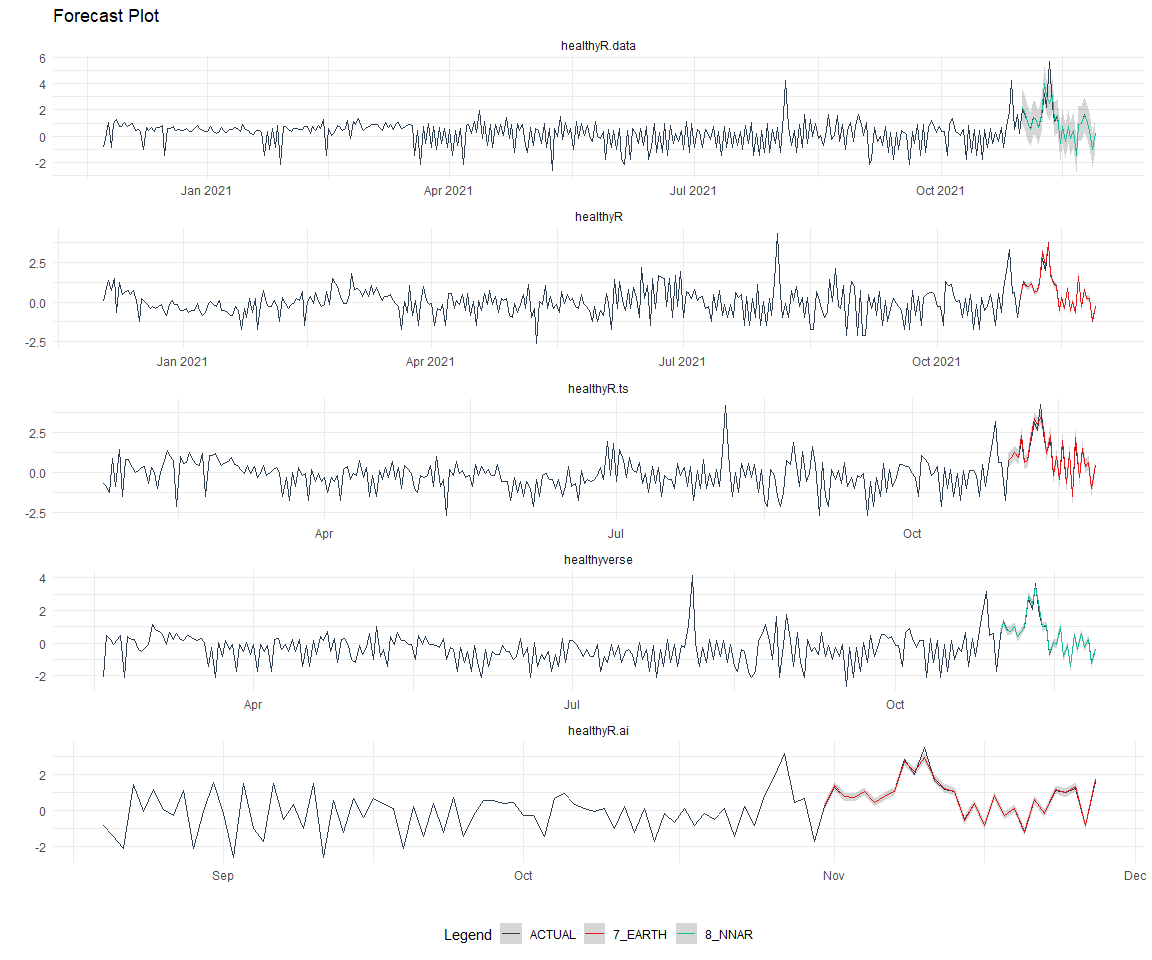 Forecast Plot
healthyR.data
6
4
2
0
-2
Jan 2021 Apr 2021 Jul 2021 Oct 2021
healthyR
2.5
0.0
-2.5
Jan 2021 Apr 2021 Jul 2021 Oct 2021
healthyR.ts
2.5
0.0
-2.5
Apr Jul Oct
healthyverse
4
2
0
-2
Apr Jul Oct
healthyR.ai
2
0
-2
Sep Oct Nov Dec
Legend ACTUAL 7_EARTH 8_NNAR